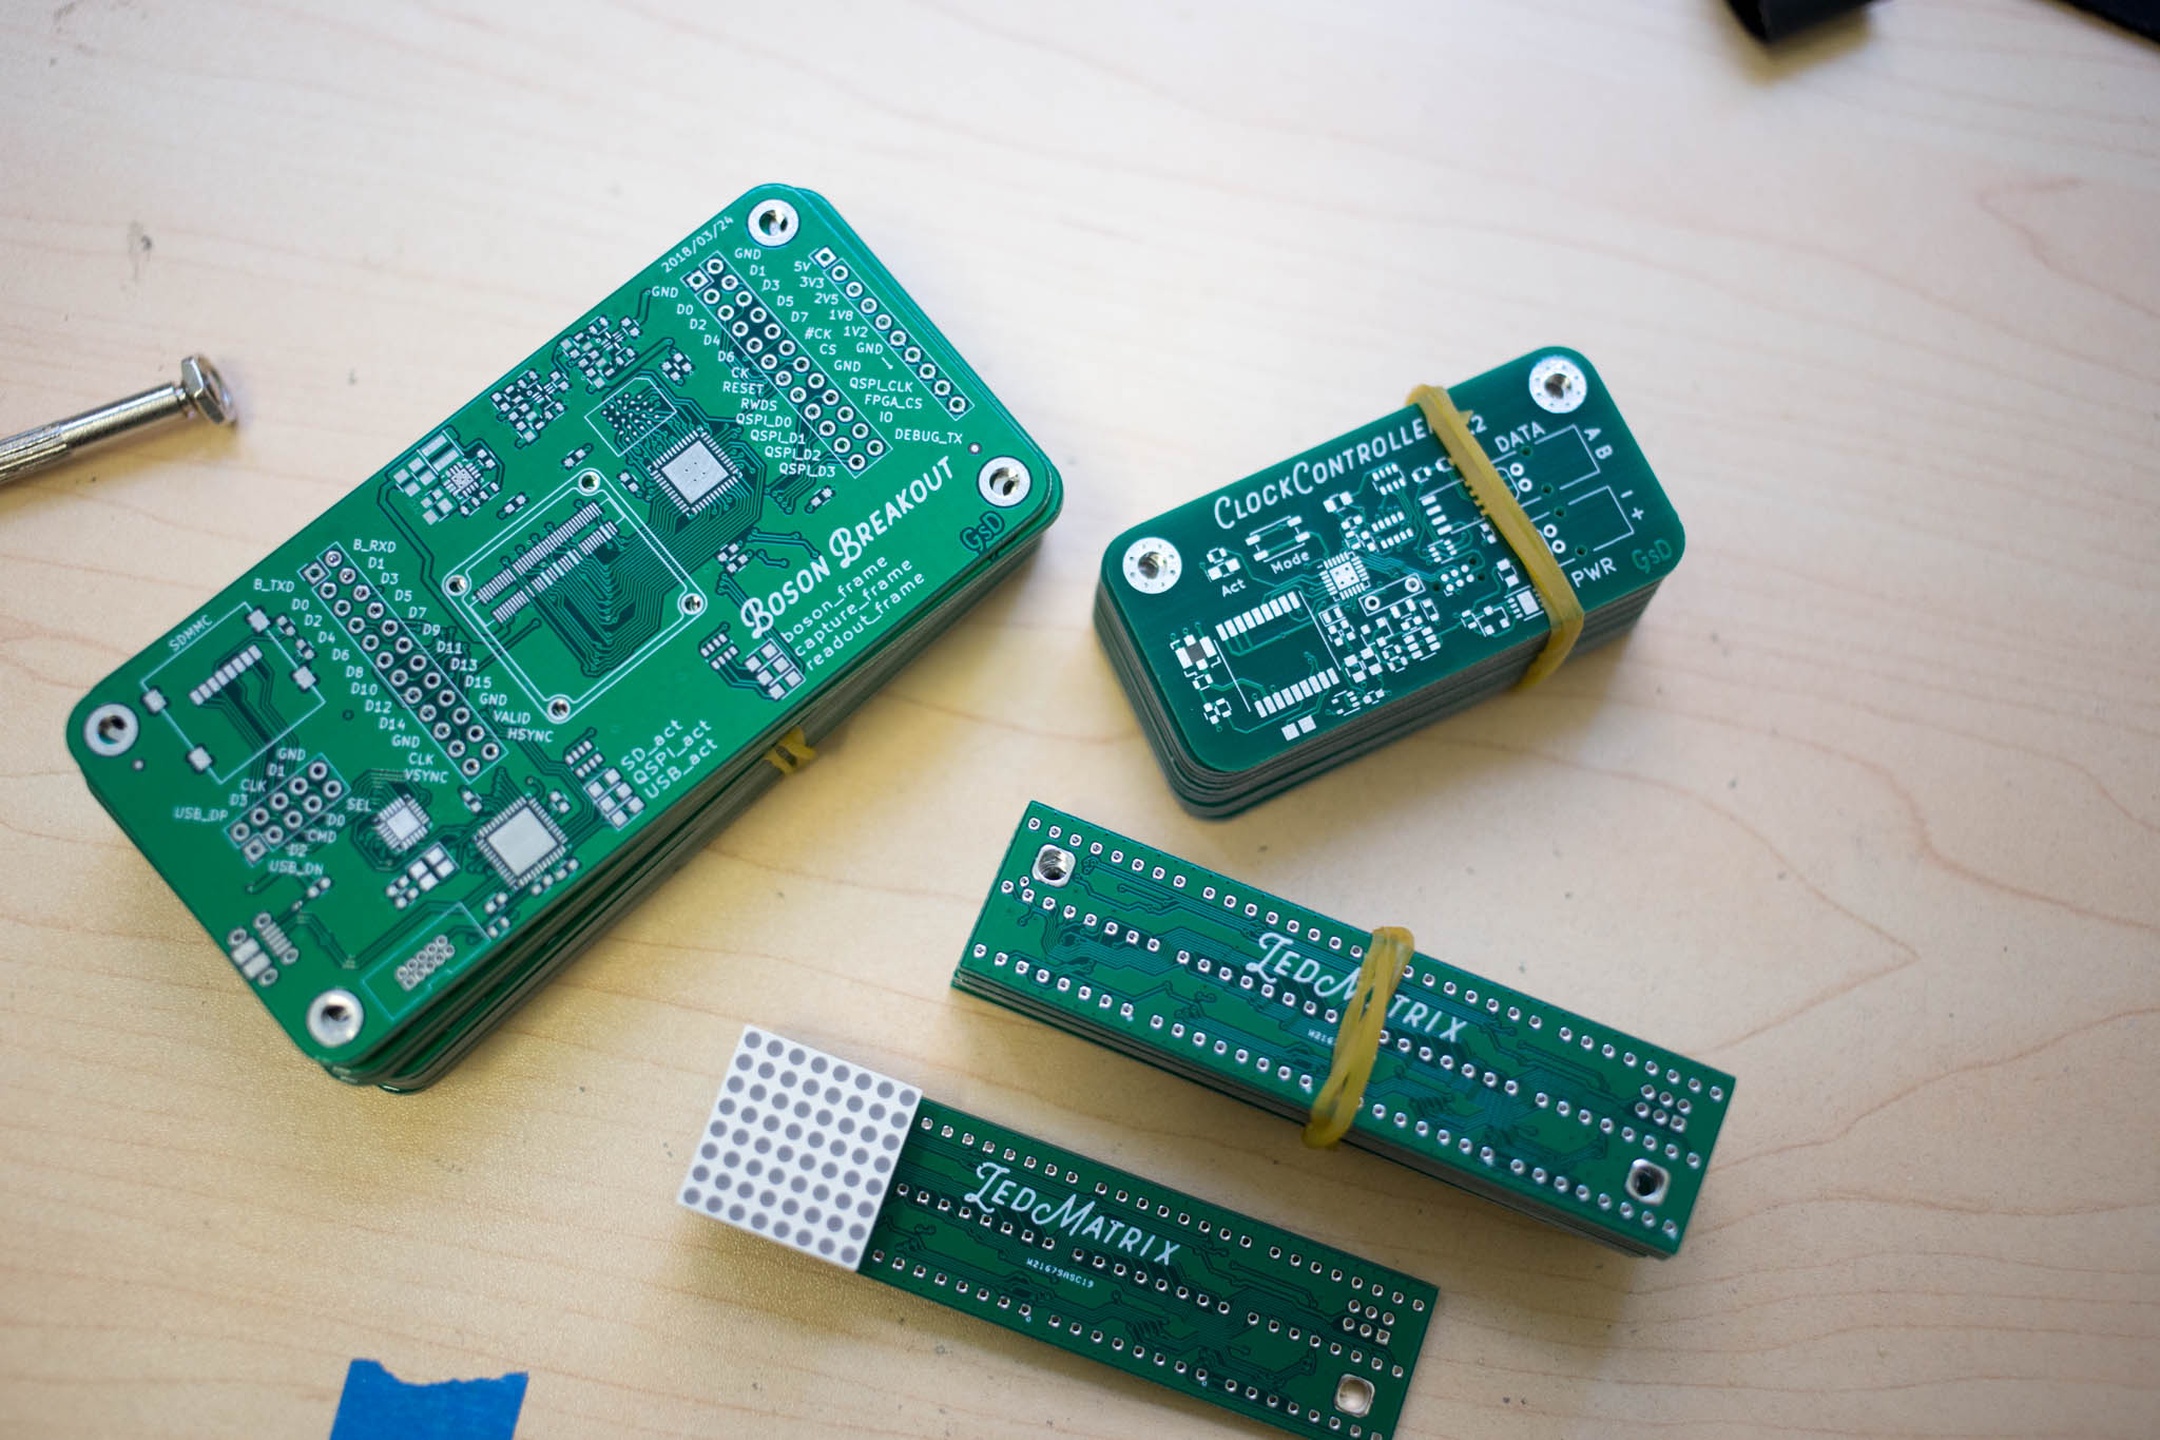 2018/03/24
GND
D1
D3
D5
D7
#CK
CS
GND
GND
D0
D2
D4
D6
CK
RESET
RWDS
QSPI_D0
QSPI_D1
QSPI_D2
QSPI_D3
5V
3V3
2V5
1V8
1V2
GND
QSPI_CLK
FPGA_CS
IO
DEBUG_TX
GsD
BOSON BREAKOUT
boson_frame
capture_frame
readout_frame
B_RXD
D1
D3
D5
D7
D9
D11
D13
D15
GND
VALID
HSYNC
B_TXD
D0
D2
D4
D6
D8
D10
D12
D14
GND
CLK
VSYNC
SDMMC
SD_act
QSPI_act
USB_act
GND
D1
CLK
D3
USB_DP
SEL
D0
CMD
D2
USB_DN
CLOCKCONTROLLER
DATA
A B
- +
PWR
GsD
Mode
Act
LEDMATRIX
LEDMATRIX